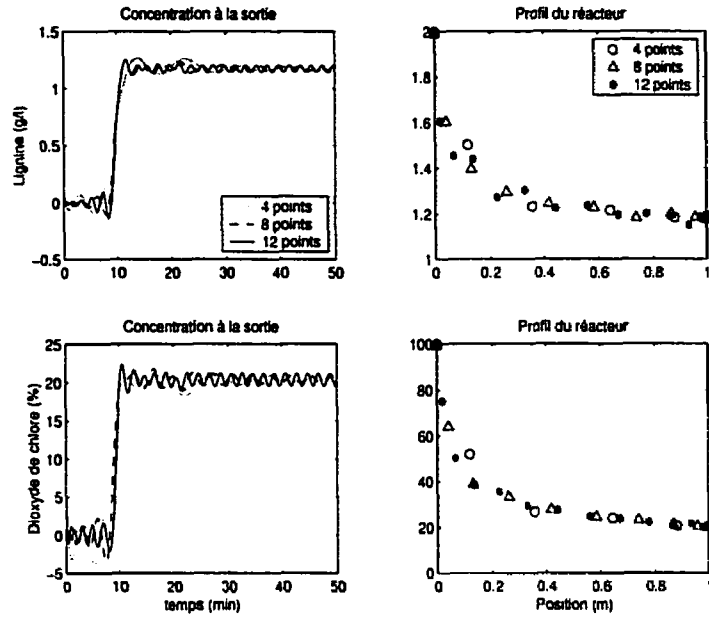 Concentration à la sortie
1.5
1
0.5
0
-0.5
Lignine (g/l)
0 10 20 30 40 50
4 points
8 points
12 points
Profil du réacteur
2
1.8
1.6
1.4
1.2
1
0 0.2 0.4 0.6 0.8 1
4 points
8 points
12 points
Concentration à la sortie
25
20
15
10
5
0
-5
Dioxyde de chlore (%)
0 10 20 30 40 50
temps (min)
Profil du réacteur
100
80
60
40
20
0
0 0.2 0.4 0.6 0.8 1
Position (m)